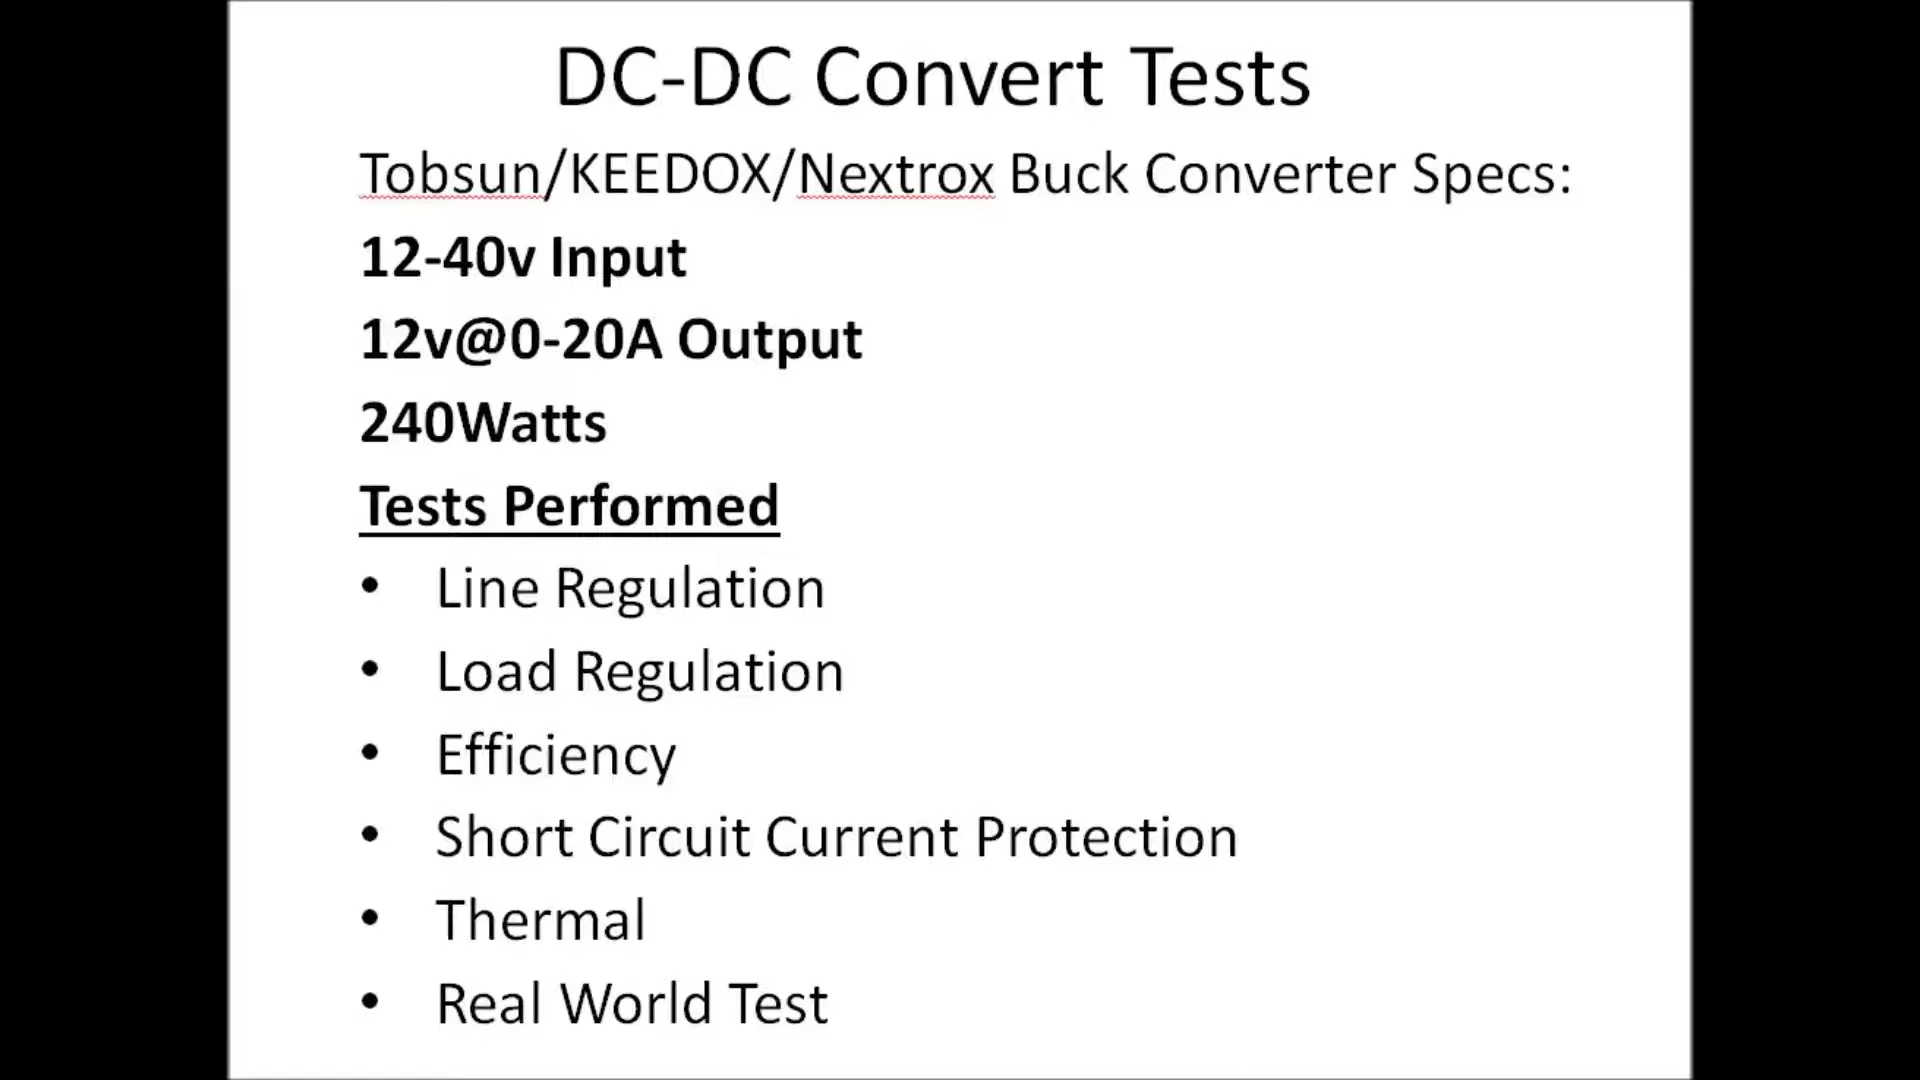 DC-DC Convert Tests
Tobsun/KEEDOX/Nextrox Buck Converter Specs:
12-40v Input
12v@0-20A Output
240Watts
Tests Performed
• Line Regulation
• Load Regulation
• Efficiency
• Short Circuit Current Protection
• Thermal
• Real World Test